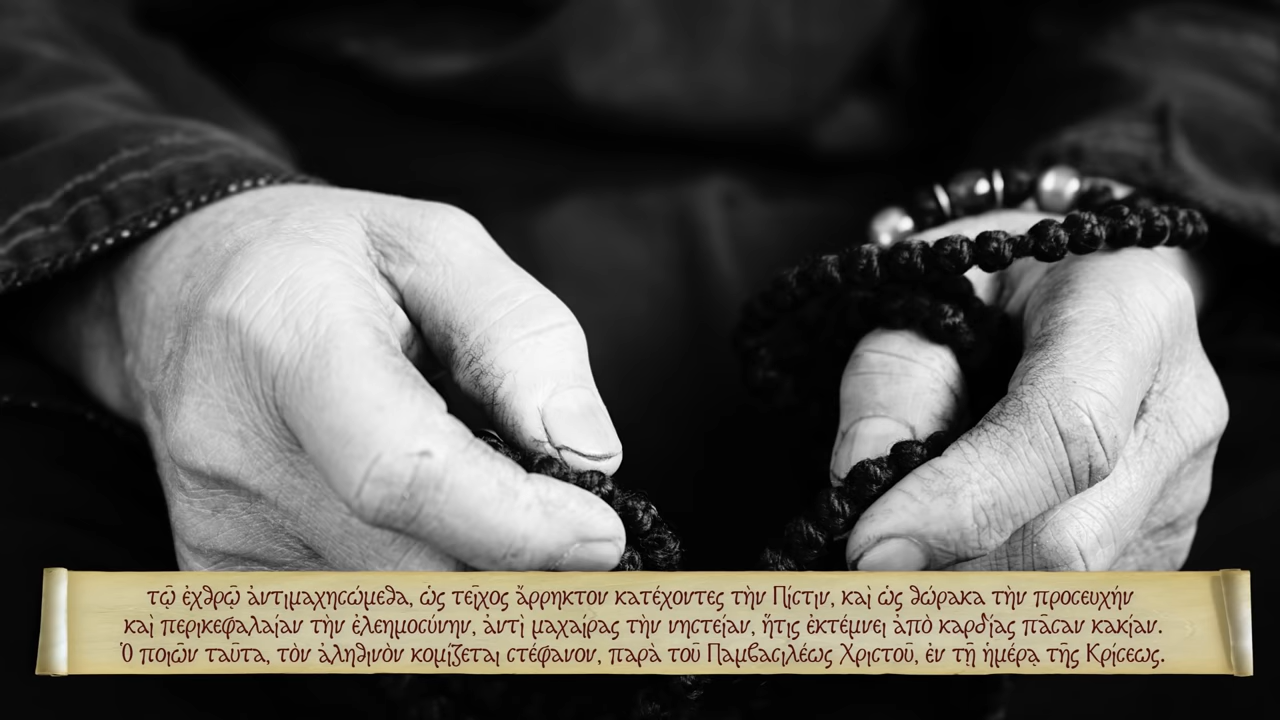 τῷ ἐχθρῷ ἀντιμαχησώμεθα, ὡς τεῖχος ἄρρηκτον κατέχοντες τὴν Πίστιν, καὶ ὡς θώρακα τὴν προσευχήν
καὶ περικεφαλαίαν τὴν ἐλεημοσύνην, ἀντὶ μαχαίρας τὴν νηστείαν, ἥτις ἐκτέμνει ἀπὸ καρδίας πᾶσαν κακίαν.
Ὁ ποιῶν ταῦτα, τὸν ἀληθινὸν κομίζεται στέφανον, παρὰ τοῦ Παμβασιλέως Χριστοῦ, ἐν τῇ ἡμέρᾳ τῆς Κρίσεως.